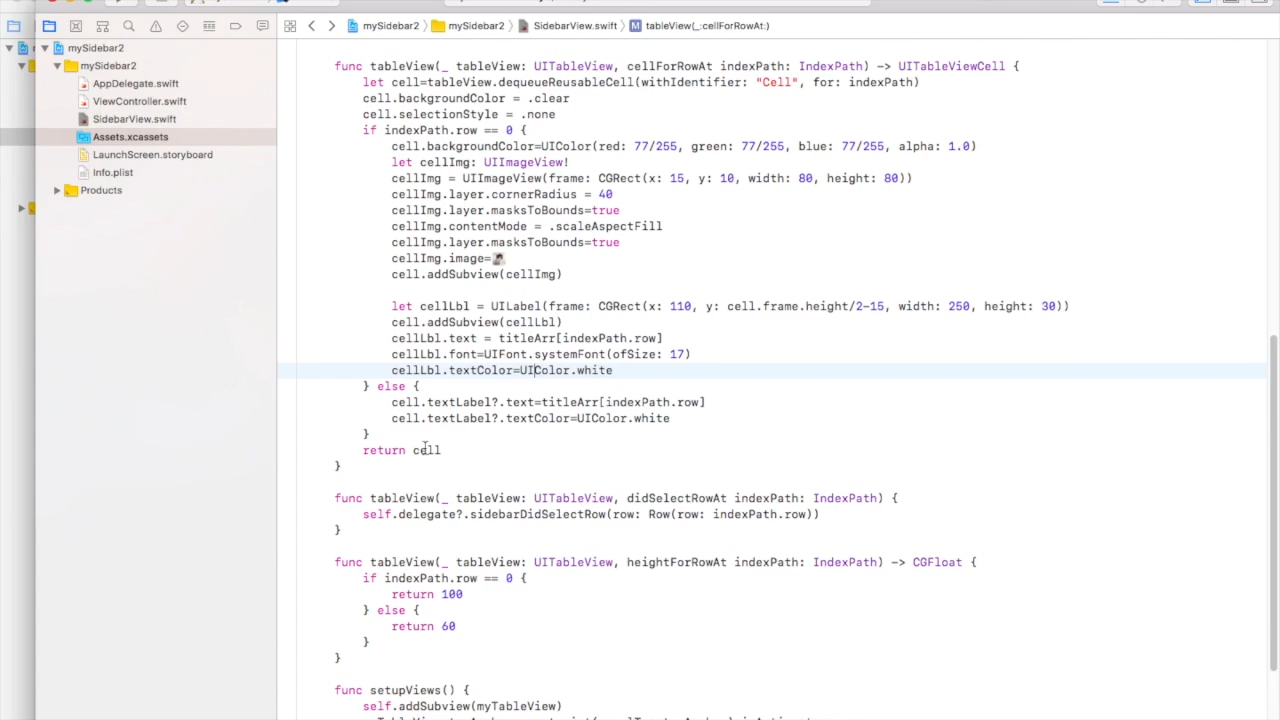 mySidebar2 mySidebar2 SidebarView.swift M tableView(_:cellForRowAt:)
mySidebar2
mySidebar2
AppDelegate.swift
ViewController.swift
SidebarView.swift
Assets.xcassets
LaunchScreen.storyboard
Info.plist
Products
func tableView(_ tableView: UITableView, cellForRowAt indexPath: IndexPath) -> UITableViewCell {
let cell=tableView.dequeueReusableCell(withIdentifier: "Cell", for: indexPath)
cell.backgroundColor = .clear
cell.selectionStyle = .none
if indexPath.row == 0 {
cell.backgroundColor=UIColor(red: 77/255, green: 77/255, blue: 77/255, alpha: 1.0)
let cellImg: UIImageView!
cellImg = UIImageView(frame: CGRect(x: 15, y: 10, width: 80, height: 80))
cellImg.layer.cornerRadius = 40
cellImg.layer.masksToBounds=true
cellImg.contentMode = .scaleAspectFill
cellImg.layer.masksToBounds=true
cellImg.image=
cell.addSubview(cellImg)
let cellLbl = UILabel(frame: CGRect(x: 110, y: cell.frame.height/2-15, width: 250, height: 30))
cell.addSubview(cellLbl)
cellLbl.text = titleArr[indexPath.row]
cellLbl.font=UIFont.systemFont(ofSize: 17)
cellLbl.textColor=UIColor.white
} else {
cell.textLabel?.text=titleArr[indexPath.row]
cell.textLabel?.textColor=UIColor.white
}
return cell
}
func tableView(_ tableView: UITableView, didSelectRowAt indexPath: IndexPath) {
self.delegate?.sidebarDidSelectRow(row: Row(row: indexPath.row))
}
func tableView(_ tableView: UITableView, heightForRowAt indexPath: IndexPath) -> CGFloat {
if indexPath.row == 0 {
return 100
} else {
return 60
}
}
func setupViews() {
self.addSubview(myTableView)